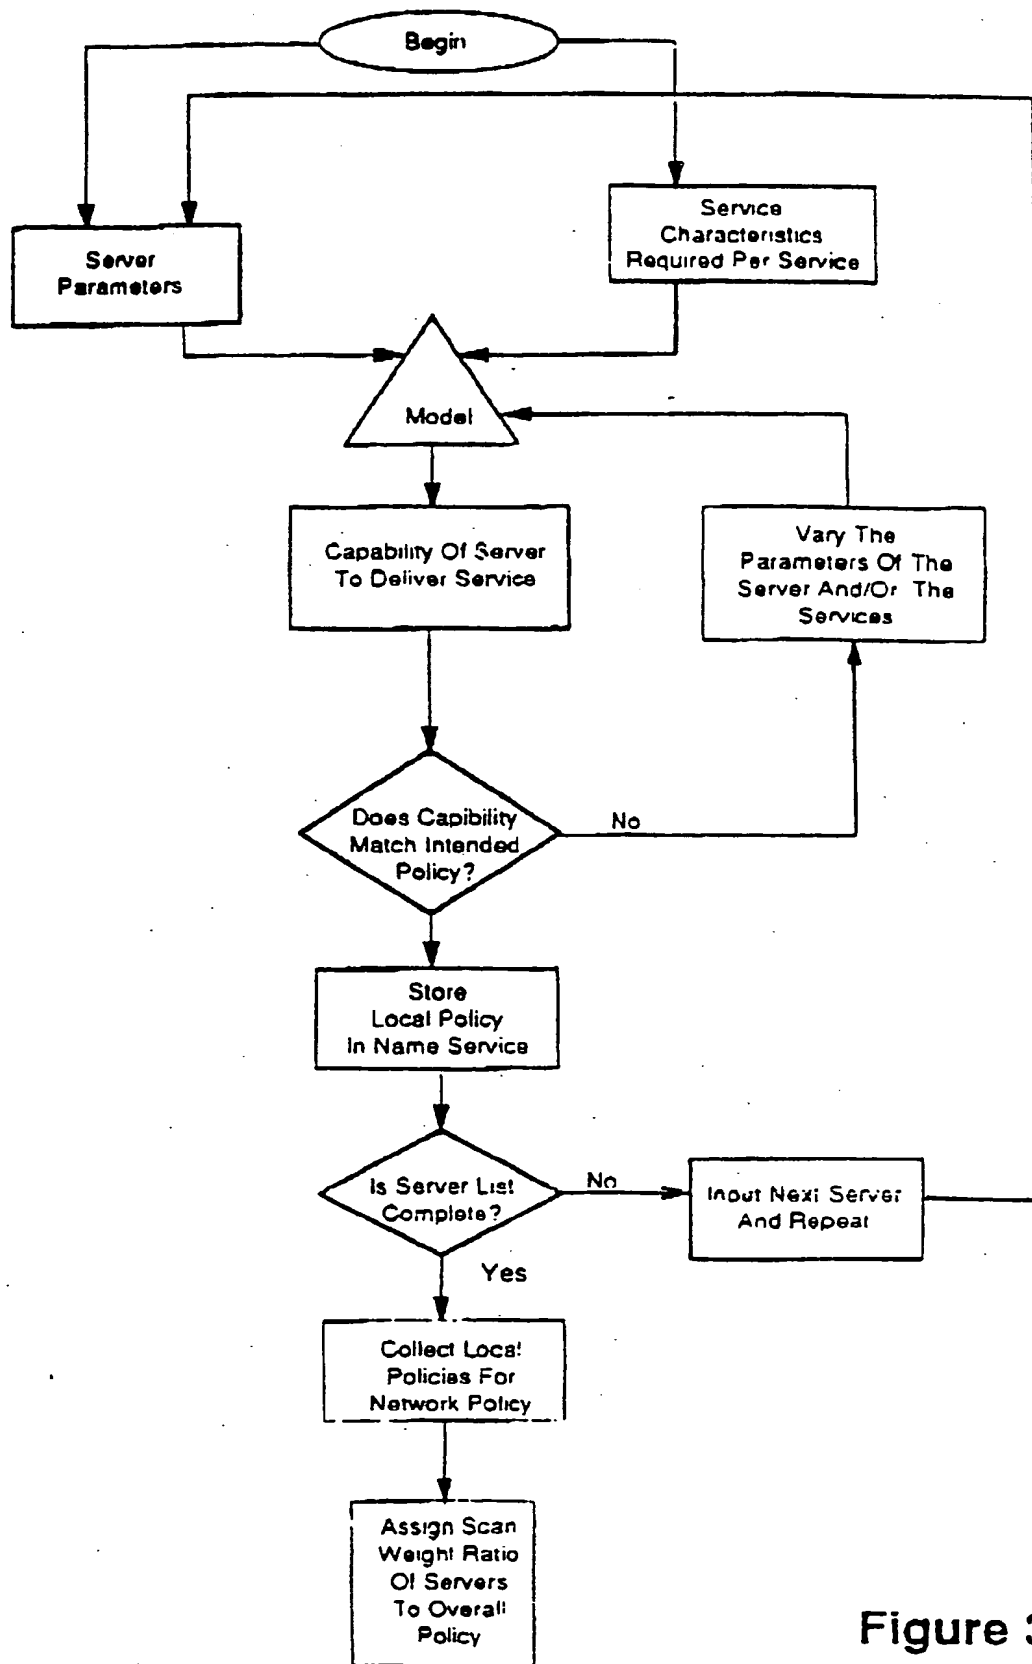 Begin
Server
Parameters
Service
Characteristics
Required Per Service
Model
Capability Of Server
To Deliver Service
Vary The
Parameters Of The
Server And/Or The
Services
Does Capibility
Match Intended
Policy?
No
Store
Local Policy
In Name Service
Is Server List
Complete?
No
Input Next Server
And Repeat
Yes
Collect Local
Policies For
Network Policy
Assign Scan
Weight Ratio
Of Servers
To Overall
Policy
Figure 3